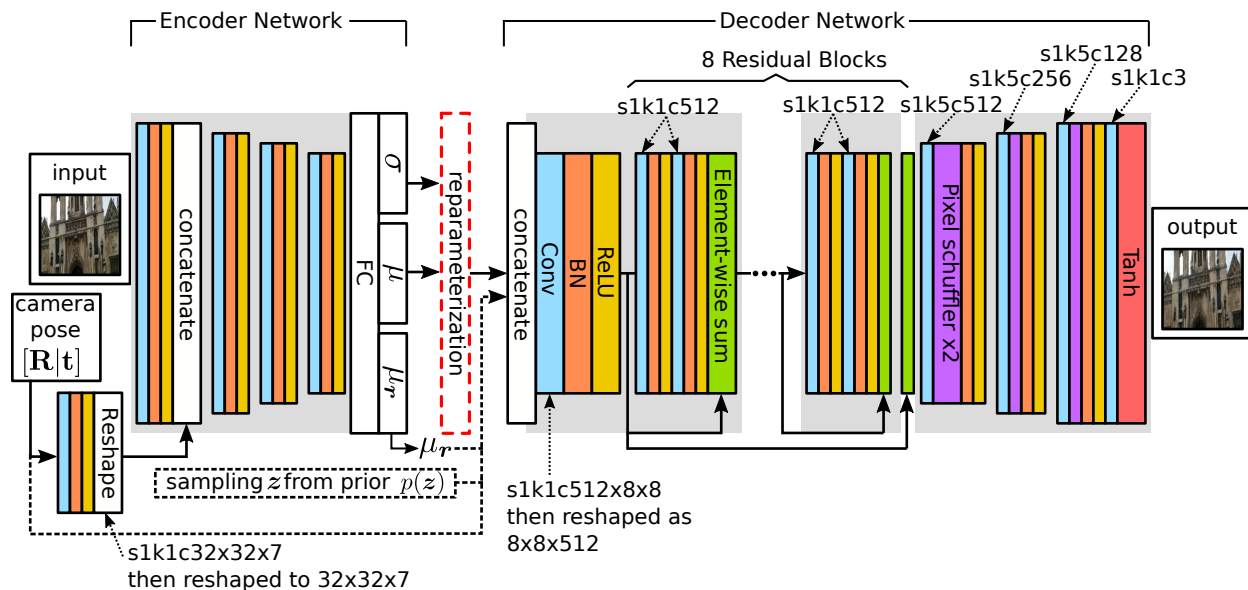 Encoder Network
Decoder Network
8 Residual Blocks
s1k5c128
s1k5c256
s1k1c3
s1k1c512
s1k1c512
s1k5c512
input
camera
pose
[R|t]
Reshape
concatenate
FC
σ
μ
μr
reparameterization
μr
sampling z from prior p(z)
concatenate
Conv
BN
ReLU
Element-wise sum
Pixel schuffler x2
Tanh
output
s1k1c32x32x7
then reshaped to 32x32x7
s1k1c512x8x8
then reshaped as
8x8x512